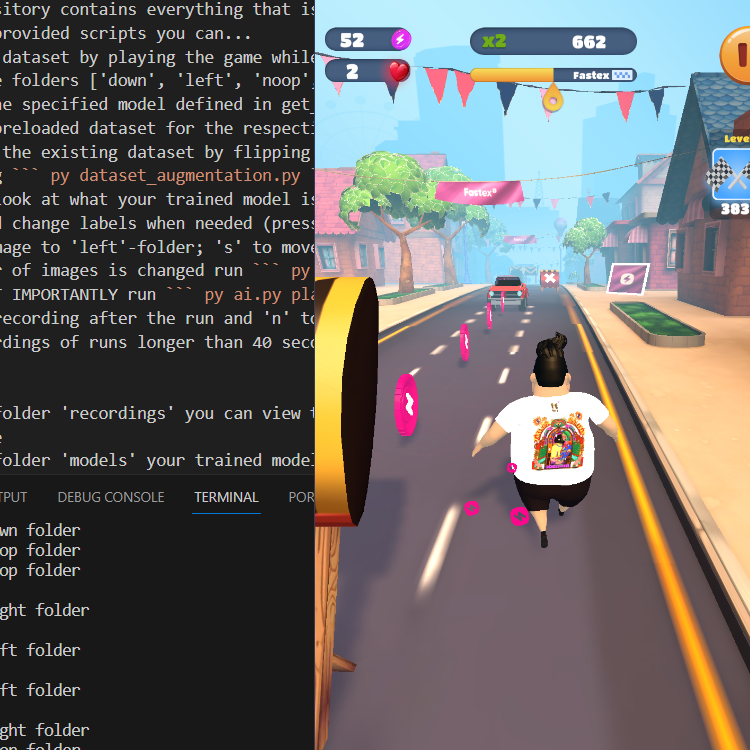 sitory contains everything that is
provided scripts you can...
dataset by playing the game while
e folders ['down', 'left', 'noop',
he specified model defined in get_
preloaded dataset for the respecti
the existing dataset by flipping
g ``` py dataset_augmentation.py `
look at what your trained model is
d change labels when needed (press
mage to 'left'-folder; 's' to move
r of images is changed run ``` py
T IMPORTANTLY run ``` py ai.py pla
recording after the run and 'n' to
rdings of runs longer than 40 seco
folder 'recordings' you can view t
e
folder 'models' your trained model
TPUT DEBUG CONSOLE TERMINAL POR
wn folder
op folder
op folder
ght folder
ft folder
ft folder
ght folder
52
x2 662
2
Fastex
Fastex
Leve
383